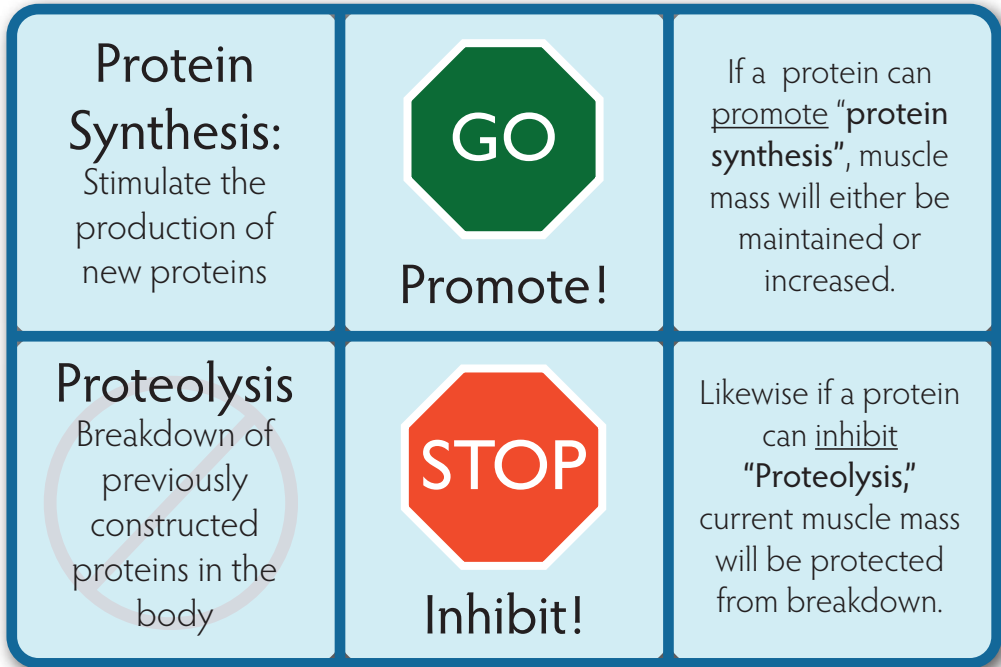 Protein
Synthesis:
Stimulate the
production of
new proteins
GO
Promote!
If a protein can
promote “protein
synthesis”, muscle
mass will either be
maintained or
increased.
Proteolysis
Breakdown of
previously
constructed
proteins in the
body
STOP
Inhibit!
Likewise if a protein
can inhibit
“Proteolysis,”
current muscle mass
will be protected
from breakdown.